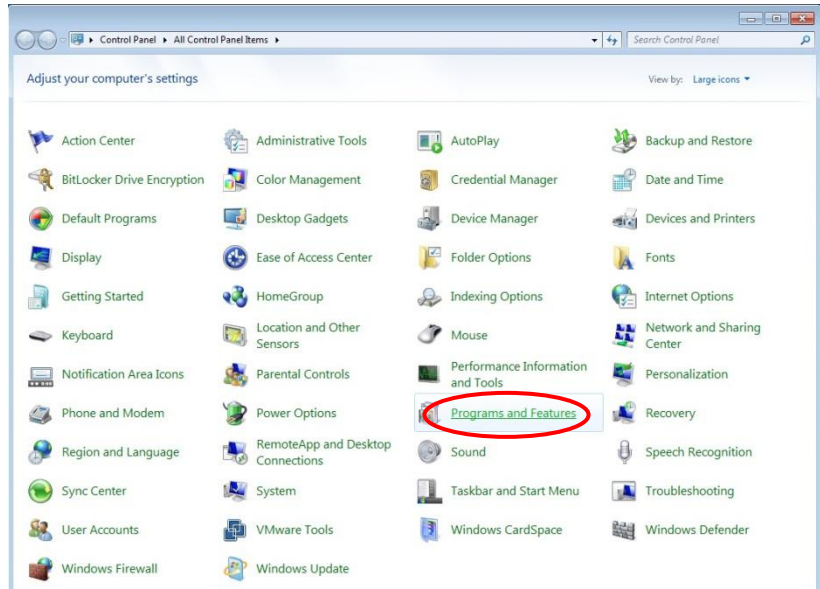 Control Panel ▸ All Control Panel Items ▸
Search Control Panel
Adjust your computer's settings
View by: Large icons
Action Center
Administrative Tools
AutoPlay
Backup and Restore
BitLocker Drive Encryption
Color Management
Credential Manager
Date and Time
Default Programs
Desktop Gadgets
Device Manager
Devices and Printers
Display
Ease of Access Center
Folder Options
Fonts
Getting Started
HomeGroup
Indexing Options
Internet Options
Keyboard
Location and Other
Sensors
Mouse
Network and Sharing
Center
Notification Area Icons
Parental Controls
Performance Information
and Tools
Personalization
Phone and Modem
Power Options
Programs and Features
Recovery
Region and Language
RemoteApp and Desktop
Connections
Sound
Speech Recognition
Sync Center
System
Taskbar and Start Menu
Troubleshooting
User Accounts
VMware Tools
Windows CardSpace
Windows Defender
Windows Firewall
Windows Update